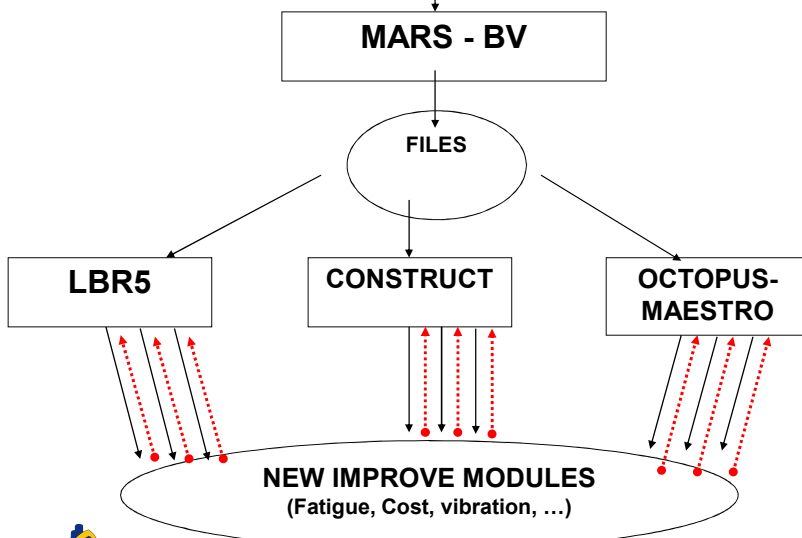 MARS - BV
FILES
LBR5
CONSTRUCT
OCTOPUS-
MAESTRO
NEW IMPROVE MODULES
(Fatigue, Cost, vibration, ...)